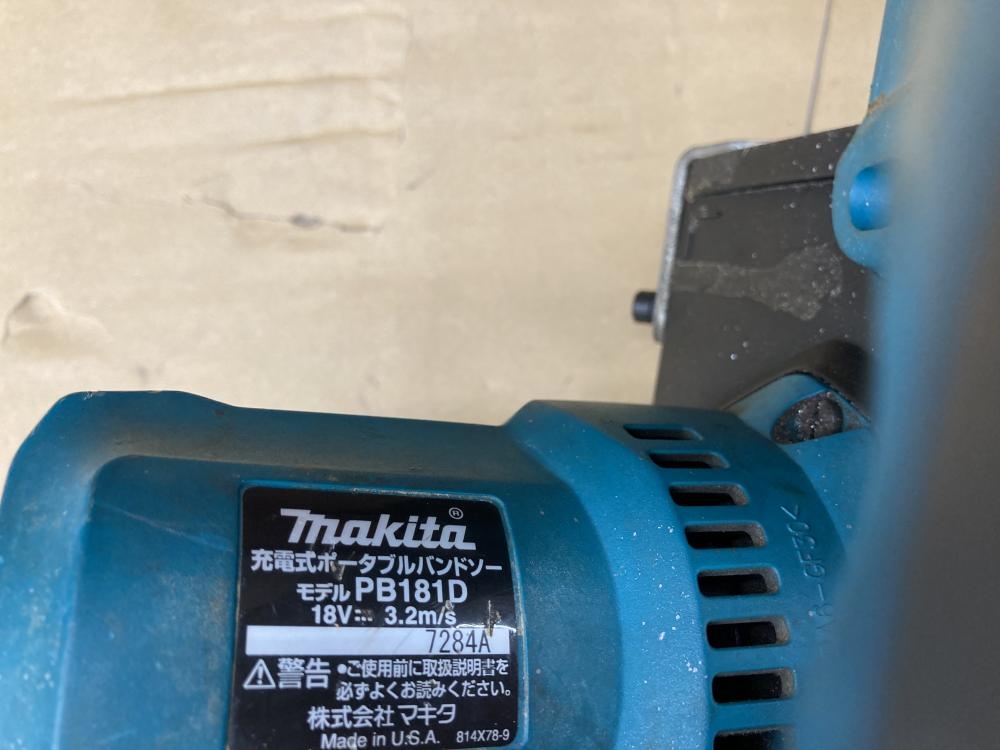 makita®
充電式ポータブルバンドソー
モデル PB181D
18V⎓ 3.2m/s
7284A
⚠警告 •ご使用前に取扱説明書を
必ずよくお読みください。
株式会社 マキタ
Made in U.S.A. 814X78-9